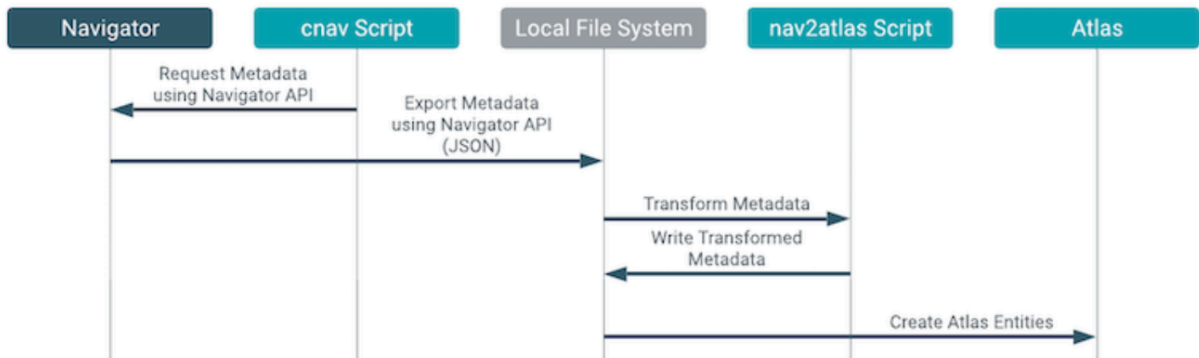 Navigator
cnav Script
Local File System
nav2atlas Script
Atlas
Request Metadata
using Navigator API
Export Metadata
using Navigator API
(JSON)
Transform Metadata
Write Transformed
Metadata
Create Atlas Entities